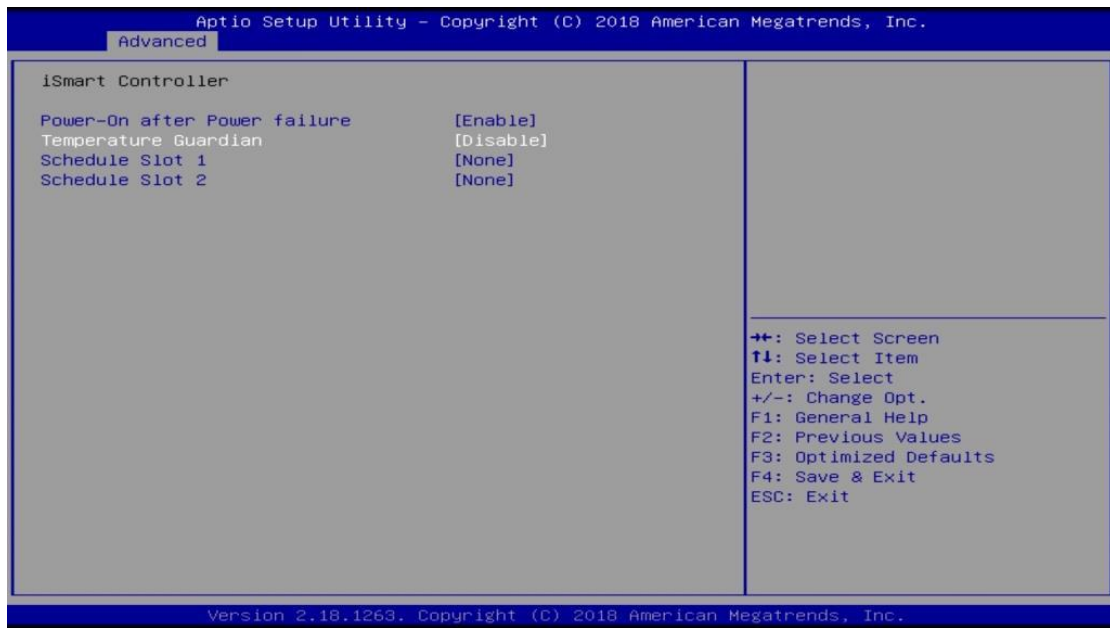 Aptio Setup Utility – Copyright (C) 2018 American Megatrends, Inc.
Advanced
iSmart Controller
Power-On after Power failure [Enable]
Temperature Guardian [Disable]
Schedule Slot 1 [None]
Schedule Slot 2 [None]
→←: Select Screen
↑↓: Select Item
Enter: Select
+/-: Change Opt.
F1: General Help
F2: Previous Values
F3: Optimized Defaults
F4: Save & Exit
ESC: Exit
Version 2.18.1263. Copyright (C) 2018 American Megatrends, Inc.